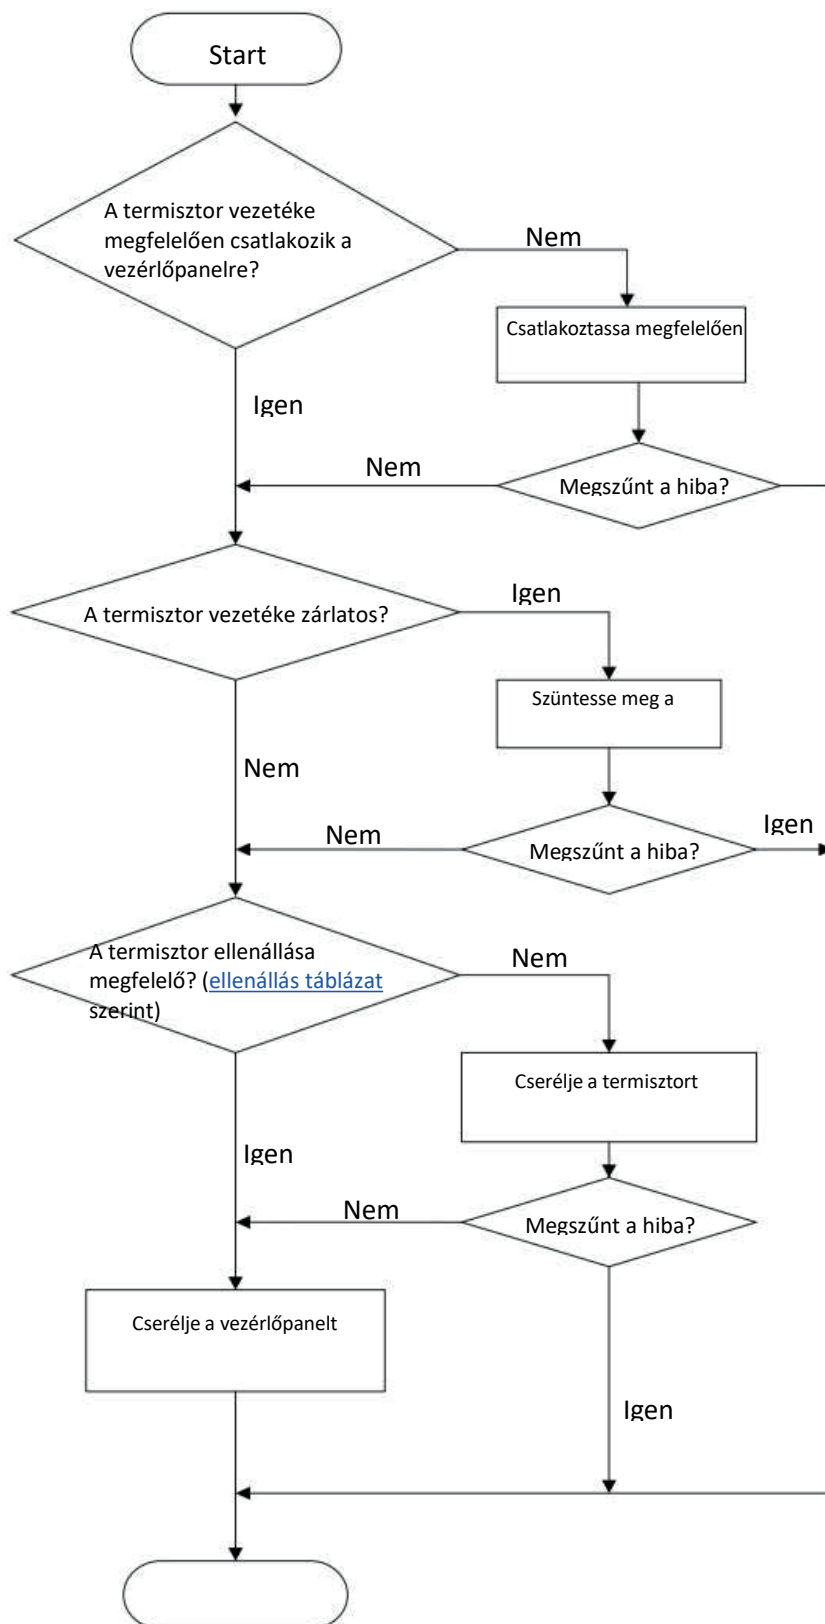 Start
A termisztor vezetéke
megfelelően csatlakozik a
vezérlőpanelre?
Nem
Csatlakoztassa megfelelően
Igen
Nem
Megszűnt a hiba?
A termisztor vezetéke zárlatos?
Igen
Szüntesse meg a
Nem
Nem
Megszűnt a hiba?
Igen
A termisztor ellenállása
megfelelő? (ellenállás táblázat
szerint)
Nem
Cserélje a termisztort
Igen
Nem
Megszűnt a hiba?
Cserélje a vezérlőpanelt
Igen